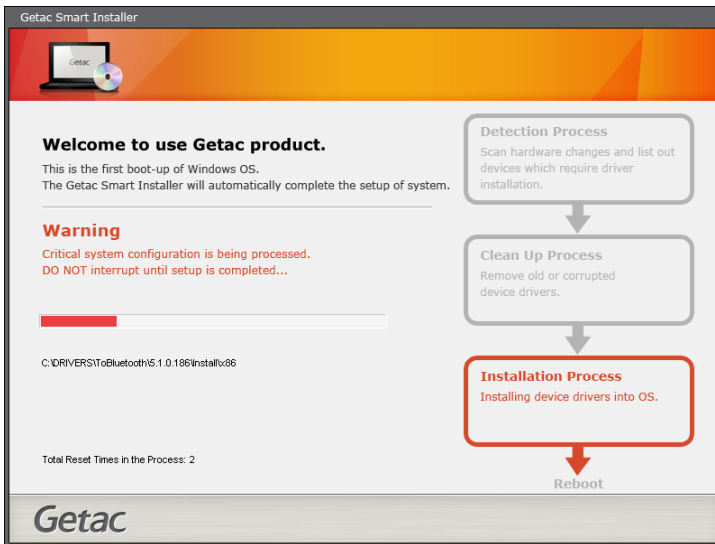 Getac Smart Installer
Getac
Welcome to use Getac product.
This is the first boot-up of Windows OS.
The Getac Smart Installer will automatically complete the setup of system.
Warning
Critical system configuration is being processed.
DO NOT interrupt until setup is completed...
C:\DRIVERS\ToBluetooth\5.1.0.186\Install\x86
Total Reset Times in the Process: 2
Detection Process
Scan hardware changes and list out
devices which require driver
installation.
Clean Up Process
Remove old or corrupted
device drivers.
Installation Process
Installing device drivers into OS.
Reboot
Getac